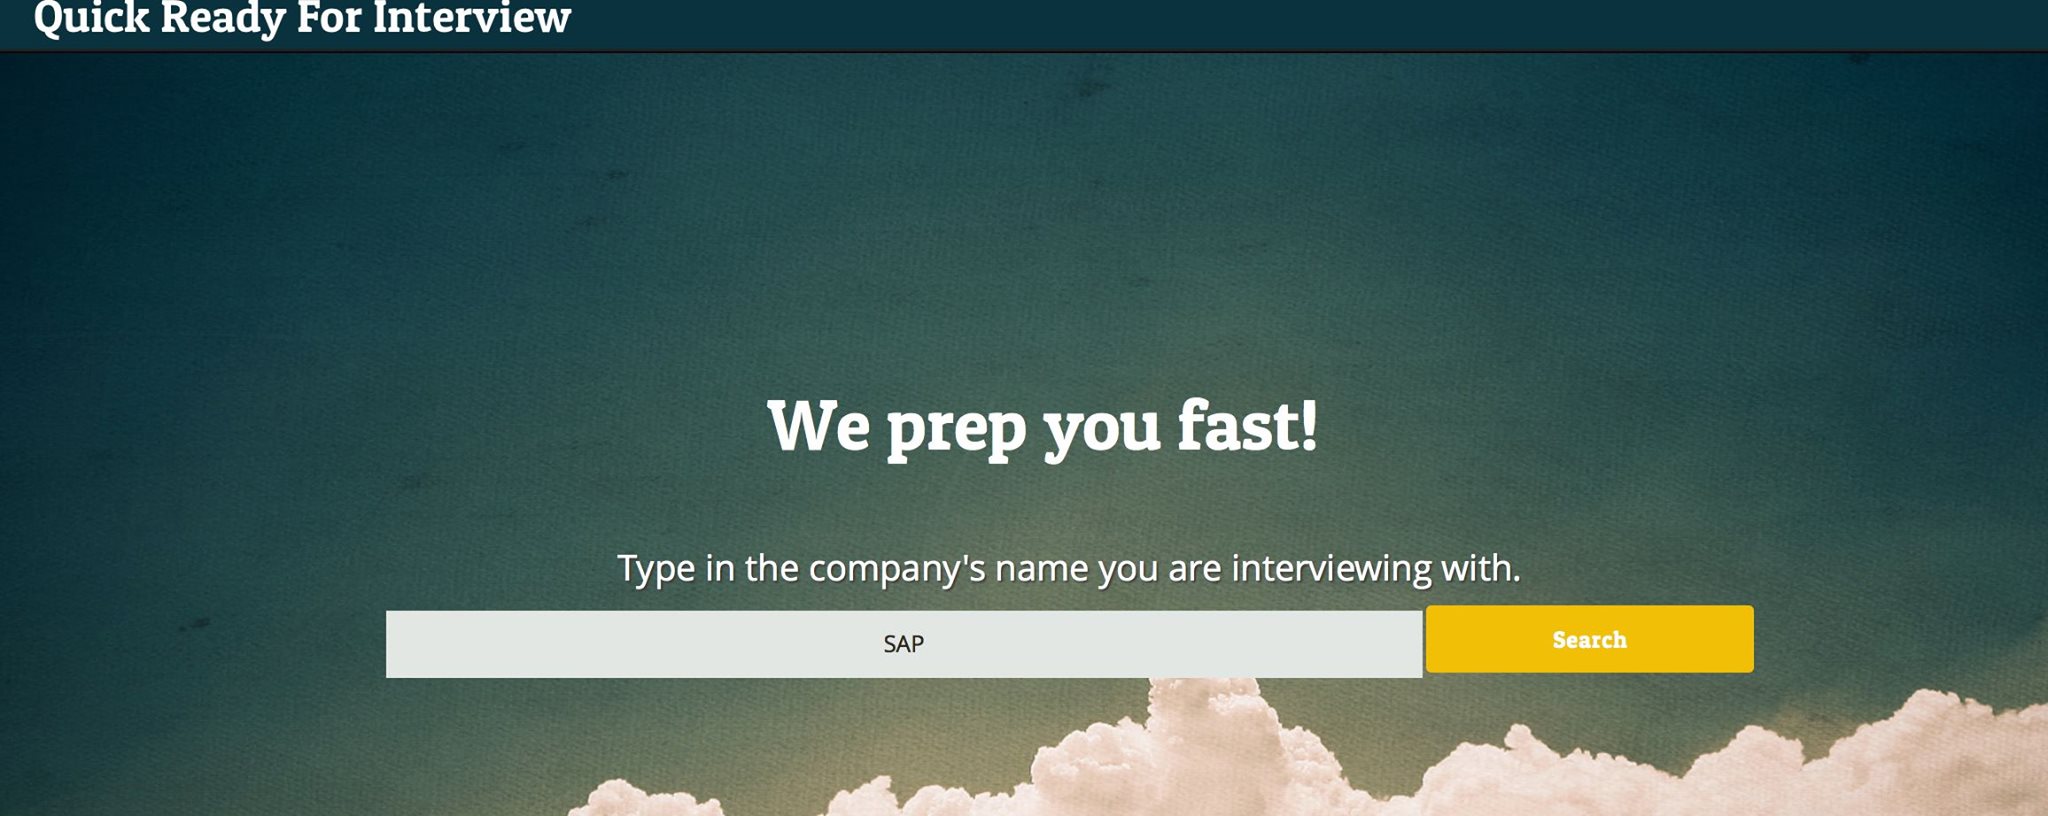 Quick Ready For Interview
We prep you fast!
Type in the company's name you are interviewing with.
SAP
Search